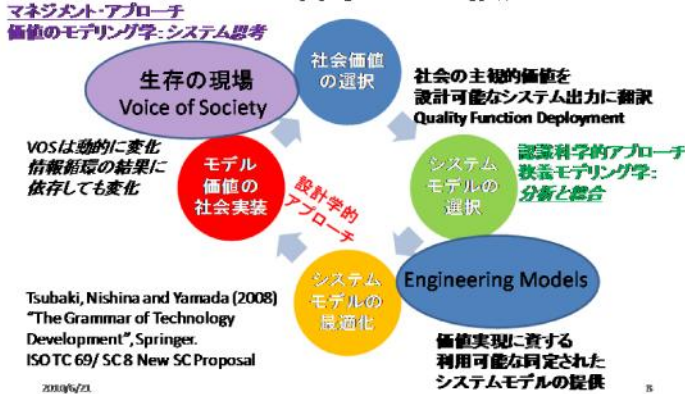 マネジメント・アプローチ
価値のモデリング学:システム思考
生存の現場
Voice of Society
社会価値
の選択
社会の主観的価値を
設計可能なシステム出力に翻訳
Quality Function Deployment
VOSは動的に変化
情報循環の結果に
依存しても変化
モデル
価値の
社会実装
設計学的
アプローチ
システム
モデルの
選択
認識科学的アプローチ
狭義モデリング学:
分析と総合
システム
モデルの
最適化
Engineering Models
Tsubaki, Nishina and Yamada (2008)
"The Grammar of Technology
Development", Springer.
ISO TC 69/ SC 8 New SC Proposal
価値実現に資する
利用可能な同定された
システムモデルの提供